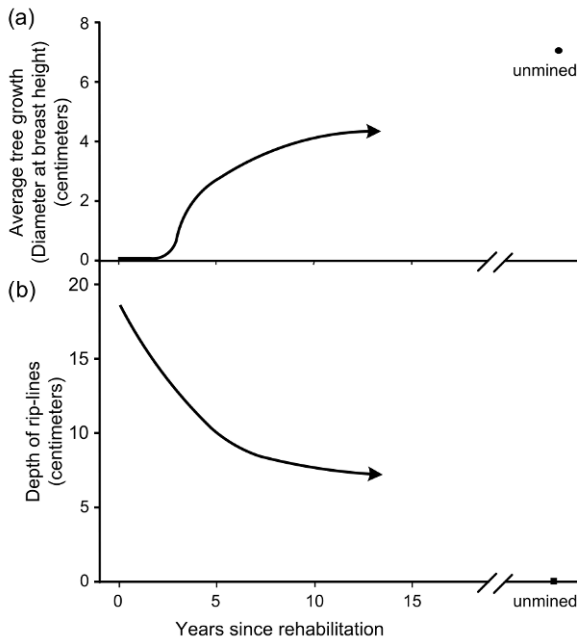 (a)
8
6
4
2
0
Average tree growth
(Diameter at breast height)
(centimeters)
unmined
(b)
20
15
10
5
0
Depth of rip-lines
(centimeters)
0 5 10 15
unmined
Years since rehabilitation